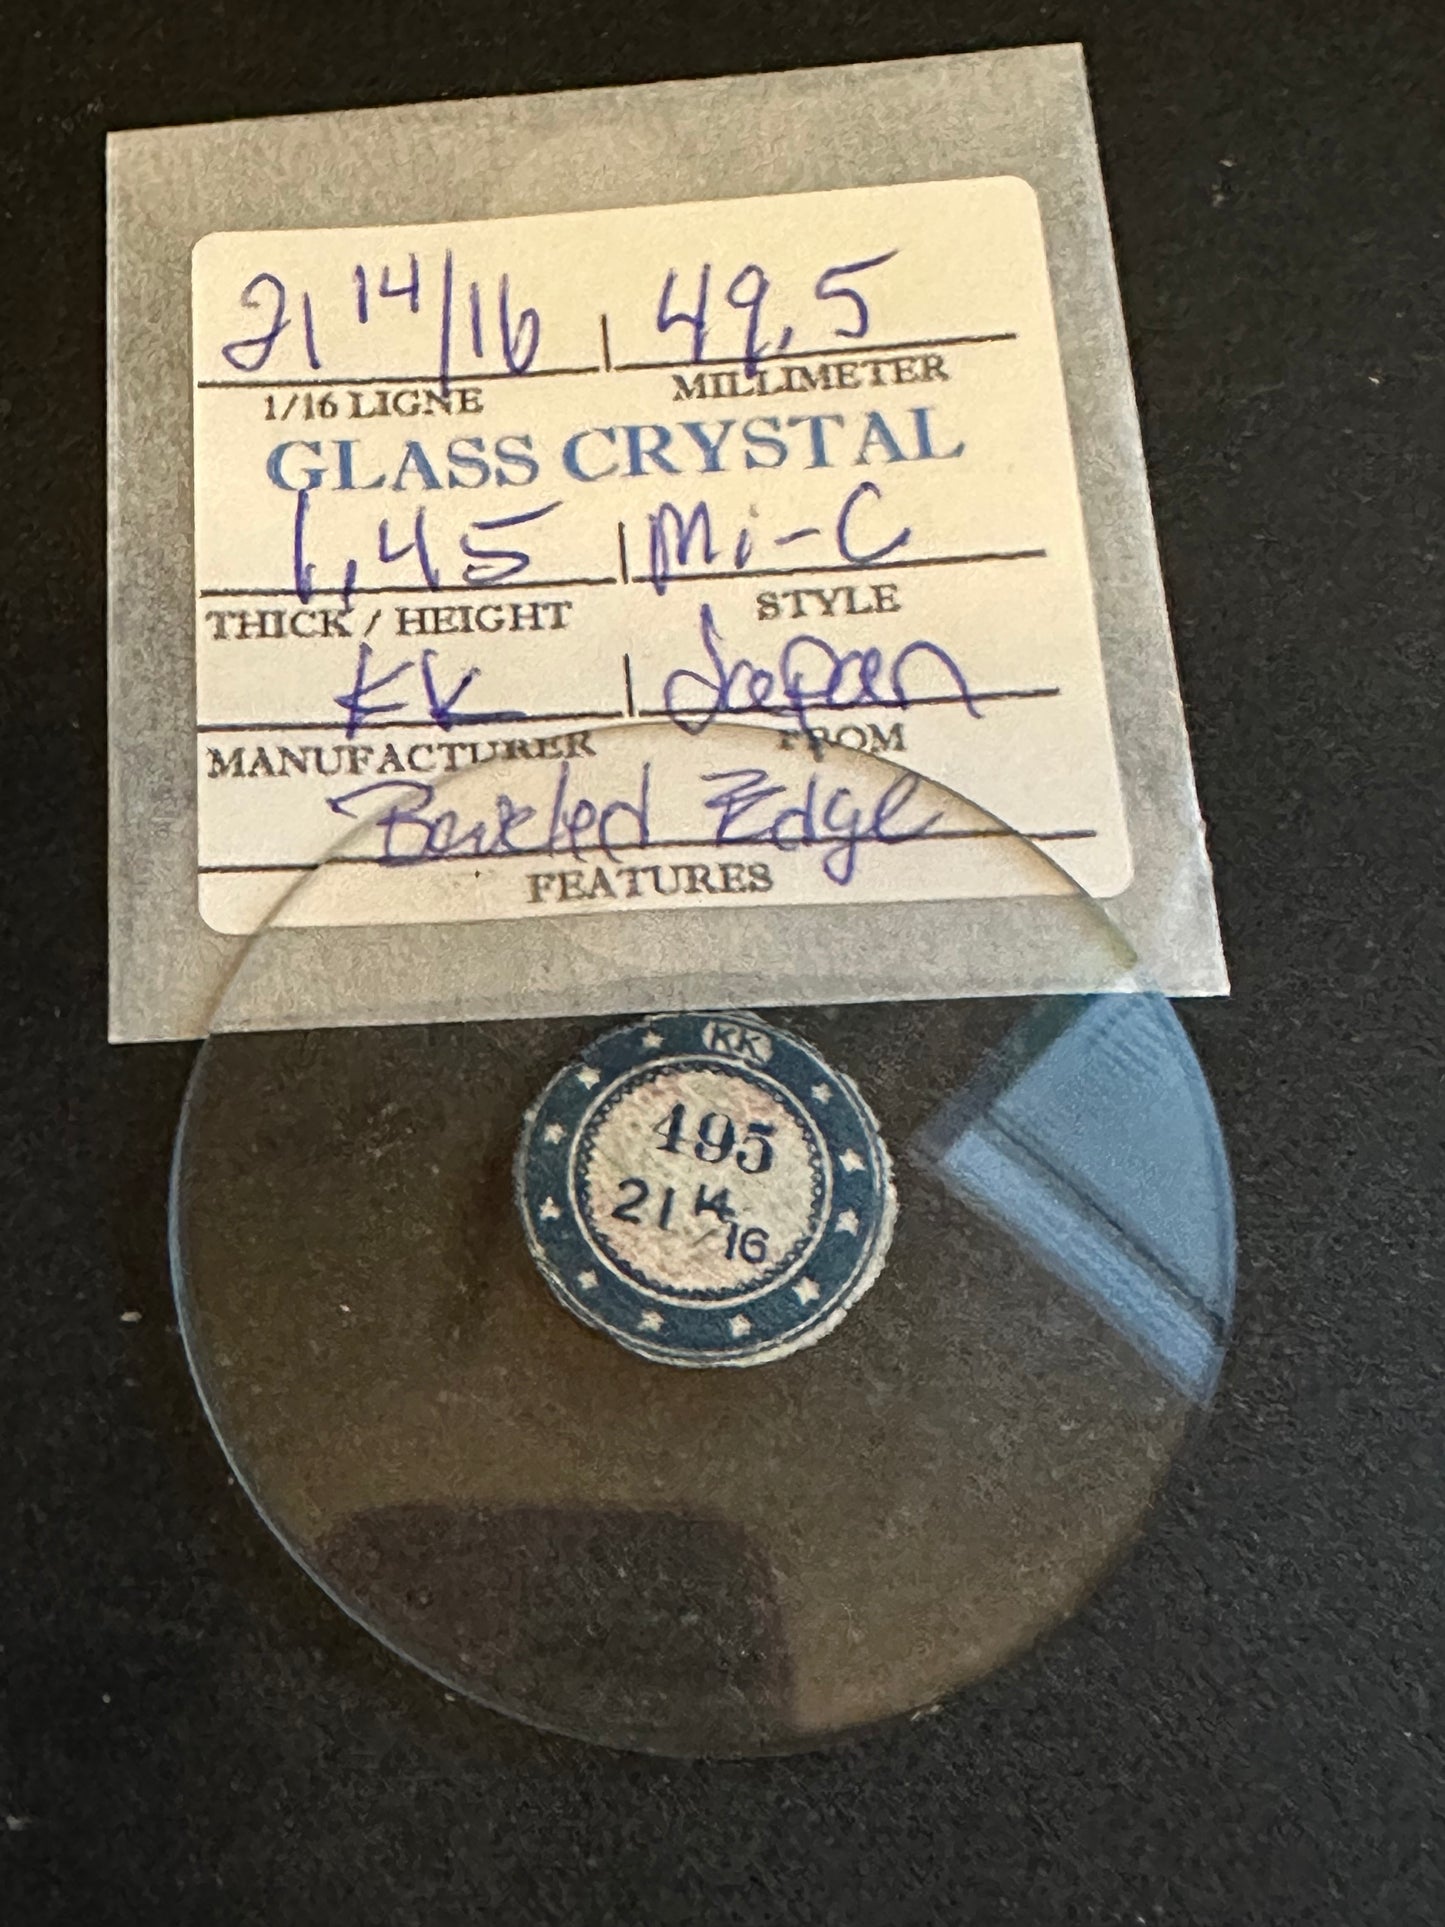 21 14/16 49.5
1/16 LIGNE MILLIMETER
GLASS CRYSTAL
1.45 Mi-C
THICK / HEIGHT STYLE
KK Japan
MANUFACTURER FROM
Beveled Edge
FEATURES
KK
495
21 14/16